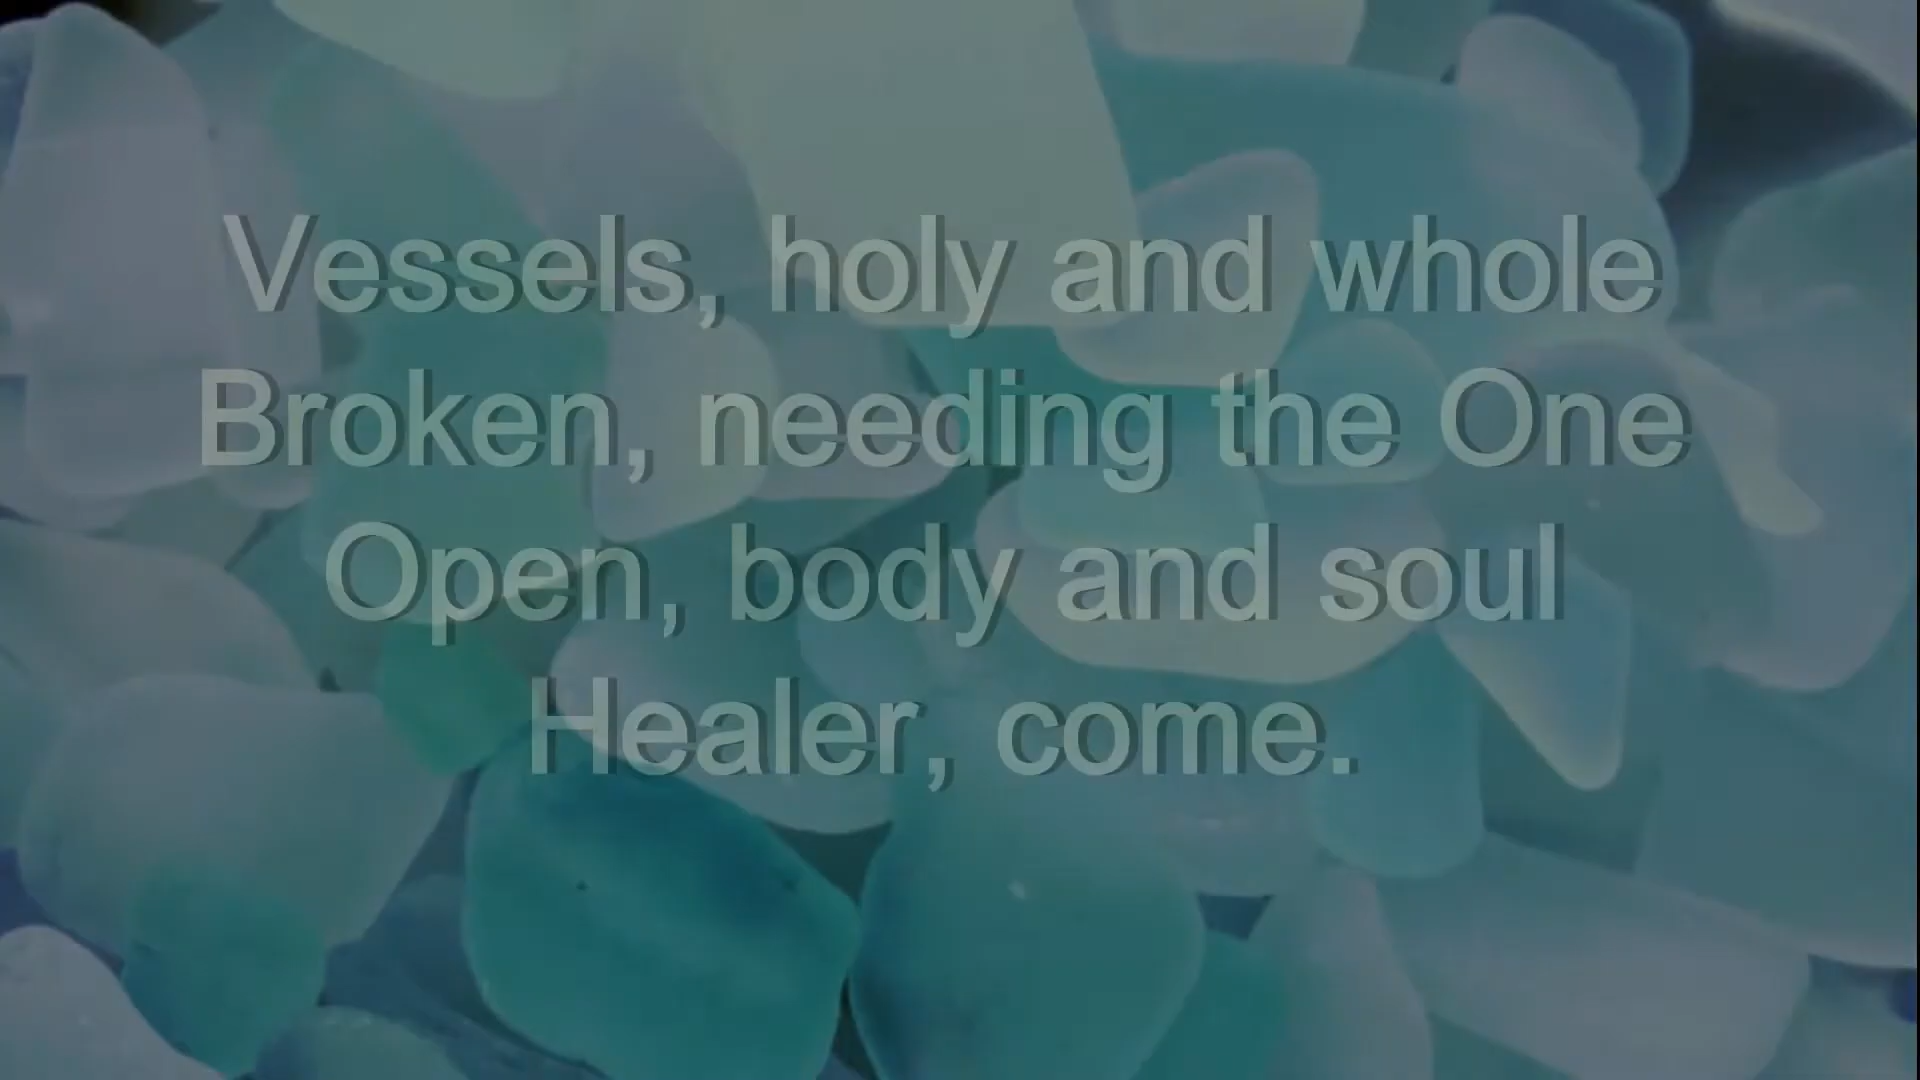 Vessels, holy and whole
Broken, needing the One
Open, body and soul
Healer, come.